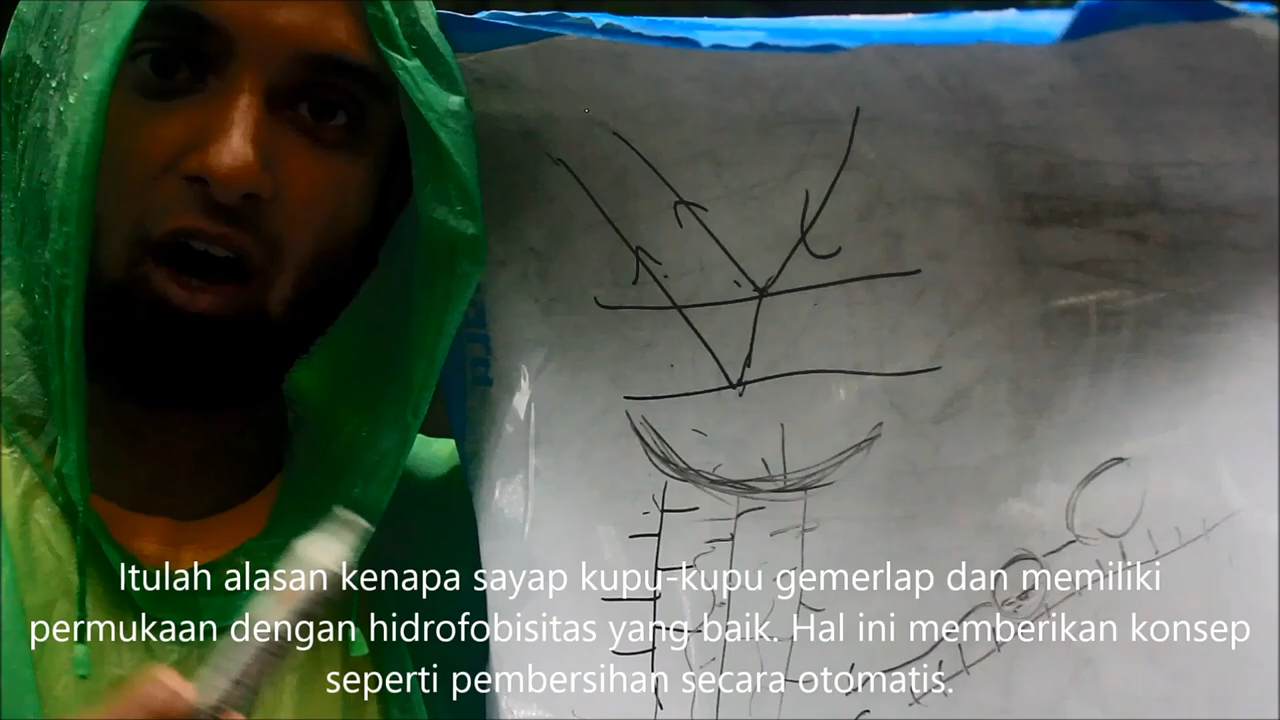 Itulah alasan kenapa sayap kupu-kupu gemerlap dan memiliki
permukaan dengan hidrofobisitas yang baik. Hal ini memberikan konsep
seperti pembersihan secara otomatis.